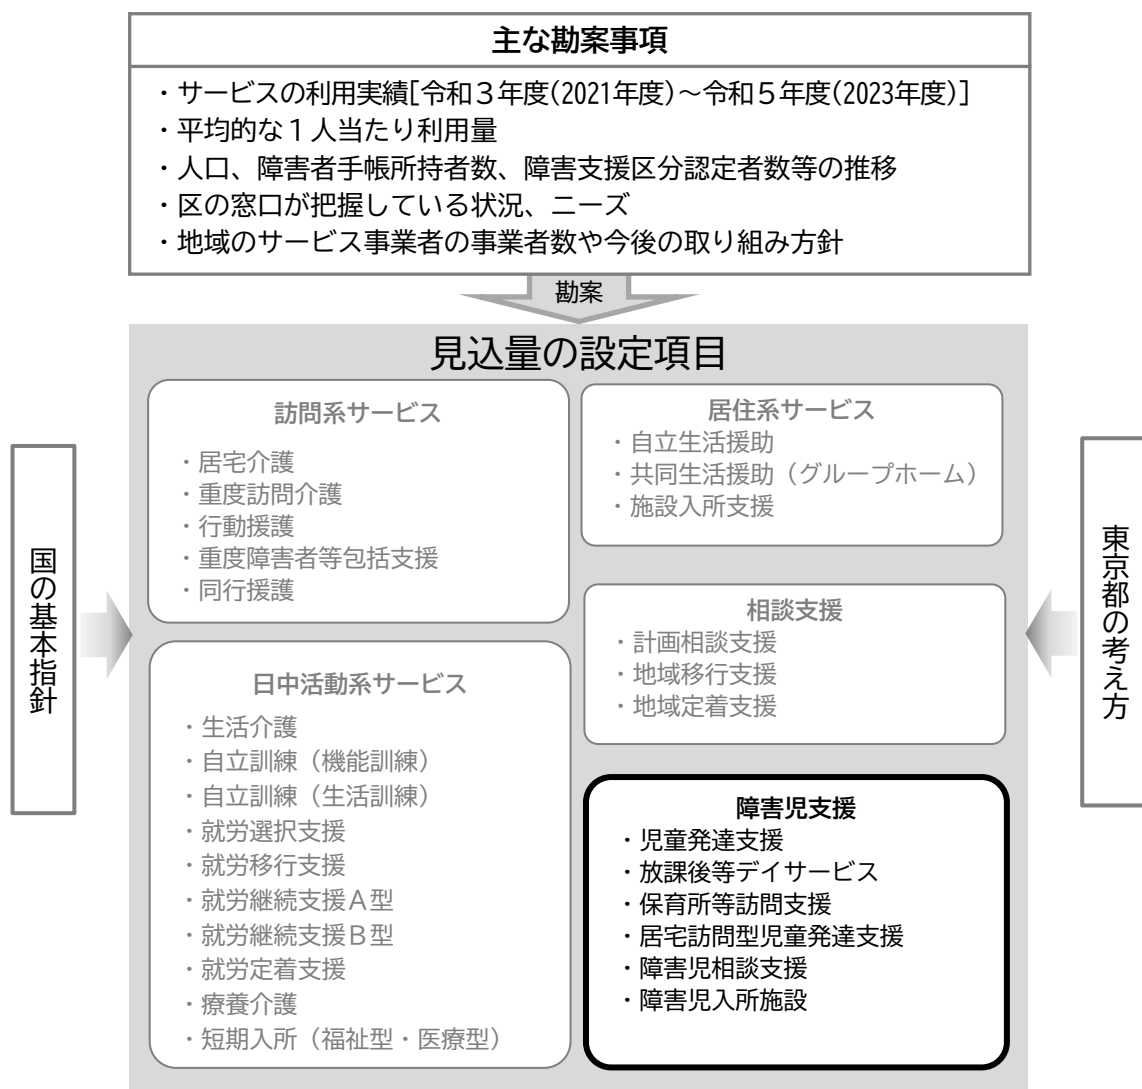 主な勘案事項
・サービスの利用実績[令和３年度(2021年度)～令和５年度(2023年度)]
・平均的な１人当たり利用量
・人口、障害者手帳所持者数、障害支援区分認定者数等の推移
・区の窓口が把握している状況、ニーズ
・地域のサービス事業者の事業者数や今後の取り組み方針
勘案
見込量の設定項目
国の基本指針
訪問系サービス
・居宅介護
・重度訪問介護
・行動援護
・重度障害者等包括支援
・同行援護
日中活動系サービス
・生活介護
・自立訓練（機能訓練）
・自立訓練（生活訓練）
・就労選択支援
・就労移行支援
・就労継続支援Ａ型
・就労継続支援Ｂ型
・就労定着支援
・療養介護
・短期入所（福祉型・医療型）
居住系サービス
・自立生活援助
・共同生活援助（グループホーム）
・施設入所支援
相談支援
・計画相談支援
・地域移行支援
・地域定着支援
障害児支援
・児童発達支援
・放課後等デイサービス
・保育所等訪問支援
・居宅訪問型児童発達支援
・障害児相談支援
・障害児入所施設
東京都の考え方